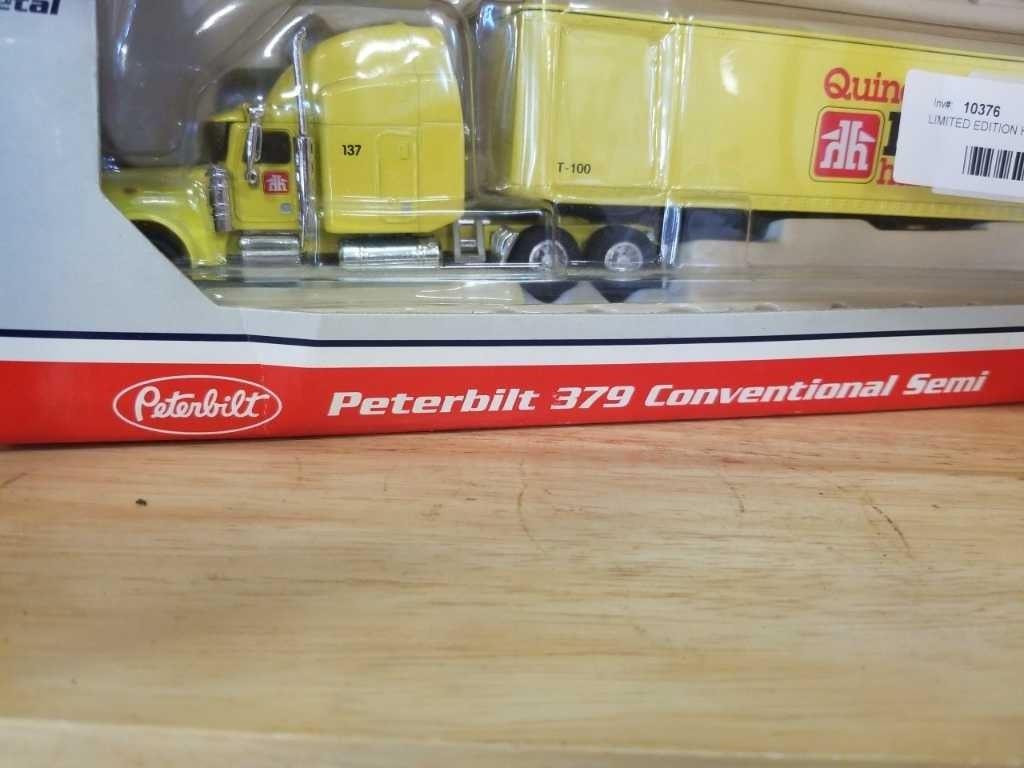 etal
137
T-100
Quin
h
Inv#: 10376
LIMITED EDITION
Peterbilt Peterbilt 379 Conventional Semi